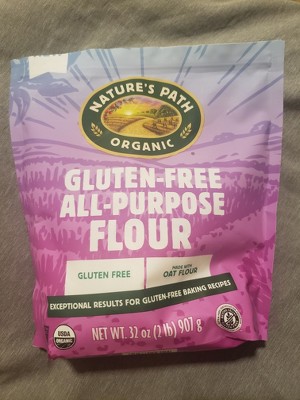 NATURE'S PATH
ORGANIC
GLUTEN-FREE
ALL-PURPOSE
FLOUR
GLUTEN FREE
MADE WITH
OAT FLOUR
EXCEPTIONAL RESULTS FOR GLUTEN-FREE BAKING RECIPES
USDA
ORGANIC
NET WT. 32 oz (2 lb) 907 g